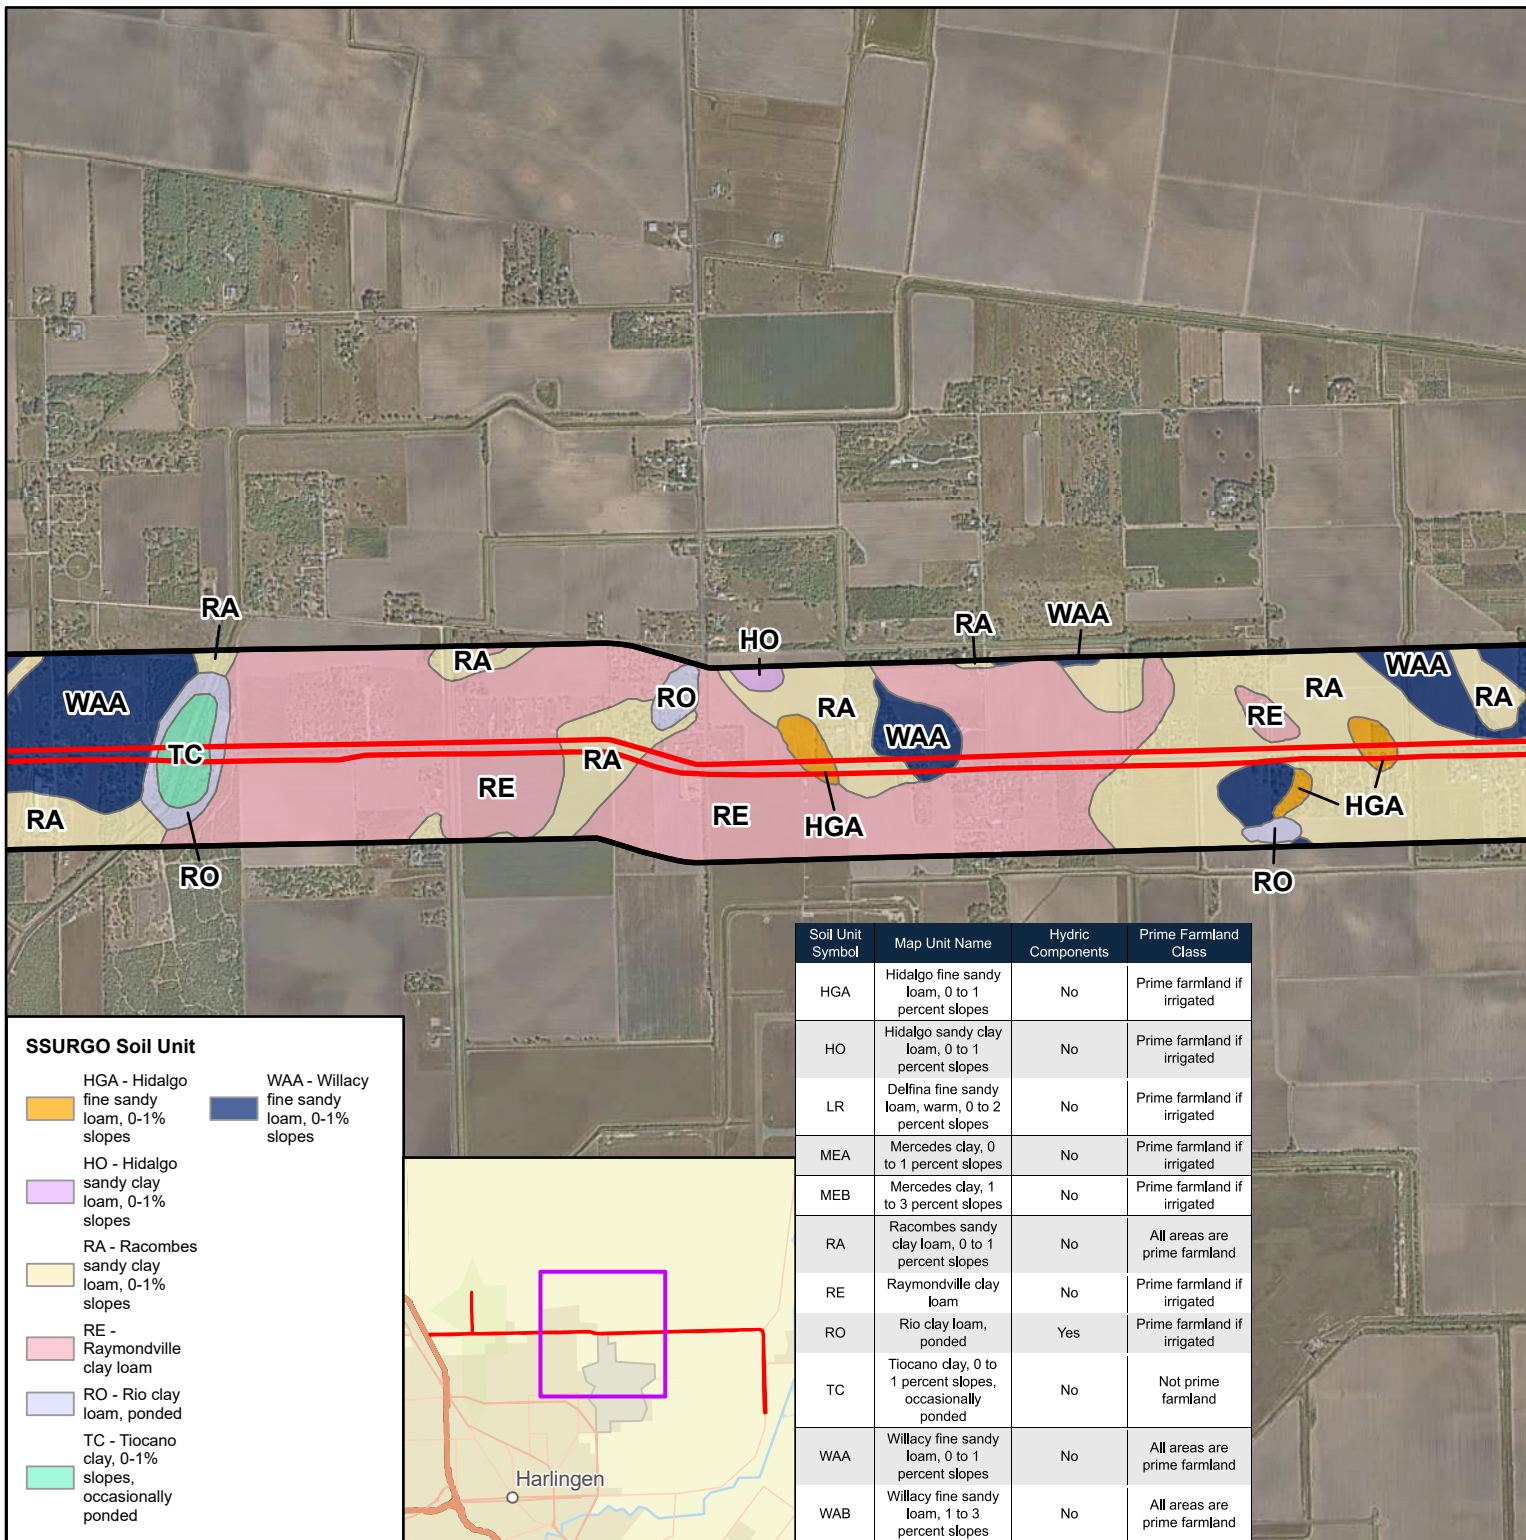 RA
WAA
RA
HO
RA
WAA
WAA
RA
RO
RA
RE
RA
WAA
TC
RA
WAA
RE
RE
HGA
HGA
RA
RO
RO
SSURGO Soil Unit
HGA - Hidalgo
fine sandy
loam, 0-1%
slopes
HO - Hidalgo
sandy clay
loam, 0-1%
slopes
RA - Racombes
sandy clay
loam, 0-1%
slopes
RE -
Raymondville
clay loam
RO - Rio clay
loam, ponded
TC - Tiocano
clay, 0-1%
slopes,
occasionally
ponded
WAA - Willacy
fine sandy
loam, 0-1%
slopes
Harlingen
Soil Unit
Symbol
Map Unit Name
Hydric
Components
Prime Farmland
Class
HGA
Hidalgo fine sandy
loam, 0 to 1
percent slopes
No
Prime farmland if
irrigated
HO
Hidalgo sandy clay
loam, 0 to 1
percent slopes
No
Prime farmland if
irrigated
LR
Delfina fine sandy
loam, warm, 0 to 2
percent slopes
No
Prime farmland if
irrigated
MEA
Mercedes clay, 0
to 1 percent slopes
No
Prime farmland if
irrigated
MEB
Mercedes clay, 1
to 3 percent slopes
No
Prime farmland if
irrigated
RA
Racombes sandy
clay loam, 0 to 1
percent slopes
No
All areas are
prime farmland
RE
Raymondville clay
loam
No
Prime farmland if
irrigated
RO
Rio clay loam,
ponded
Yes
Prime farmland if
irrigated
TC
Tiocano clay, 0 to
1 percent slopes,
occasionally
ponded
No
Not prime
farmland
WAA
Willacy fine sandy
loam, 0 to 1
percent slopes
No
All areas are
prime farmland
WAB
Willacy fine sandy
loam, 1 to 3
percent slopes
No
All areas are
prime farmland